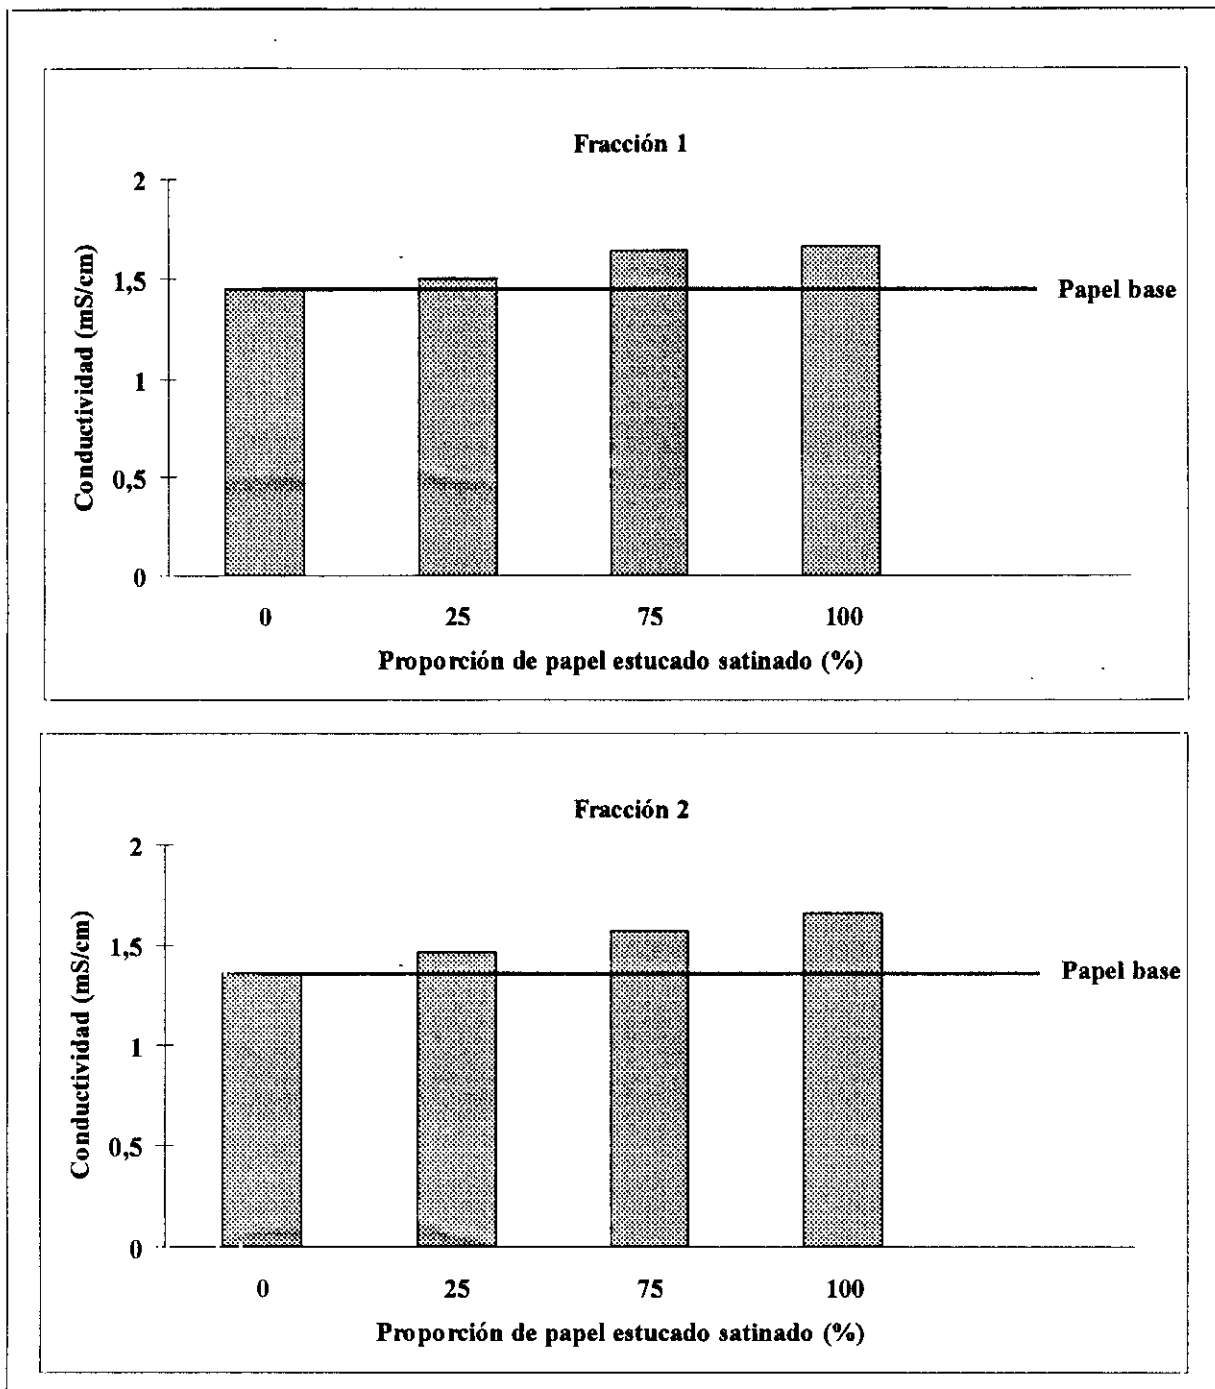 Fracción 1
2
1,5
1
0,5
0
Conductividad (mS/cm)
Papel base
0 25 75 100
Proporción de papel estucado satinado (%)
Fracción 2
2
1,5
1
0,5
0
Conductividad (mS/cm)
Papel base
0 25 75 100
Proporción de papel estucado satinado (%)